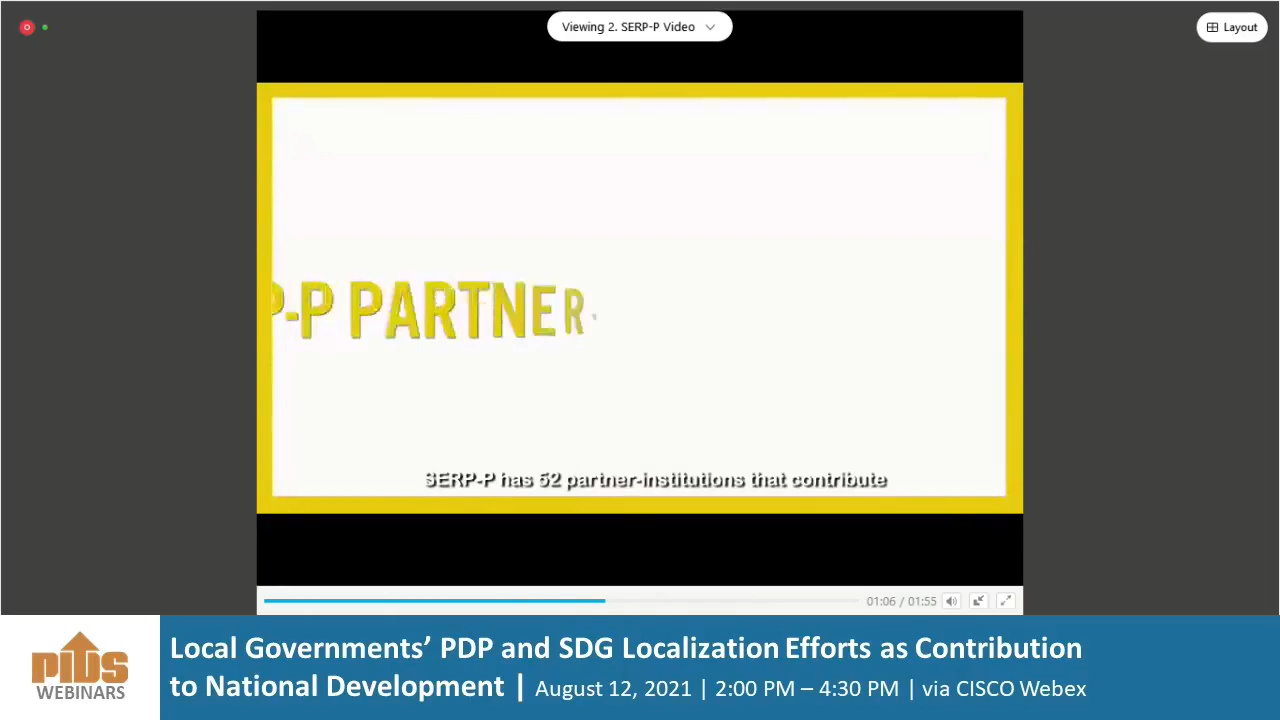 Viewing 2. SERP-P Video
Layout
P-P PARTNER
SERP-P has 52 partner-institutions that contribute
01:06 / 01:55
PIDS
WEBINARS
Local Governments' PDP and SDG Localization Efforts as Contribution
to National Development | August 12, 2021 | 2:00 PM – 4:30 PM | via CISCO Webex